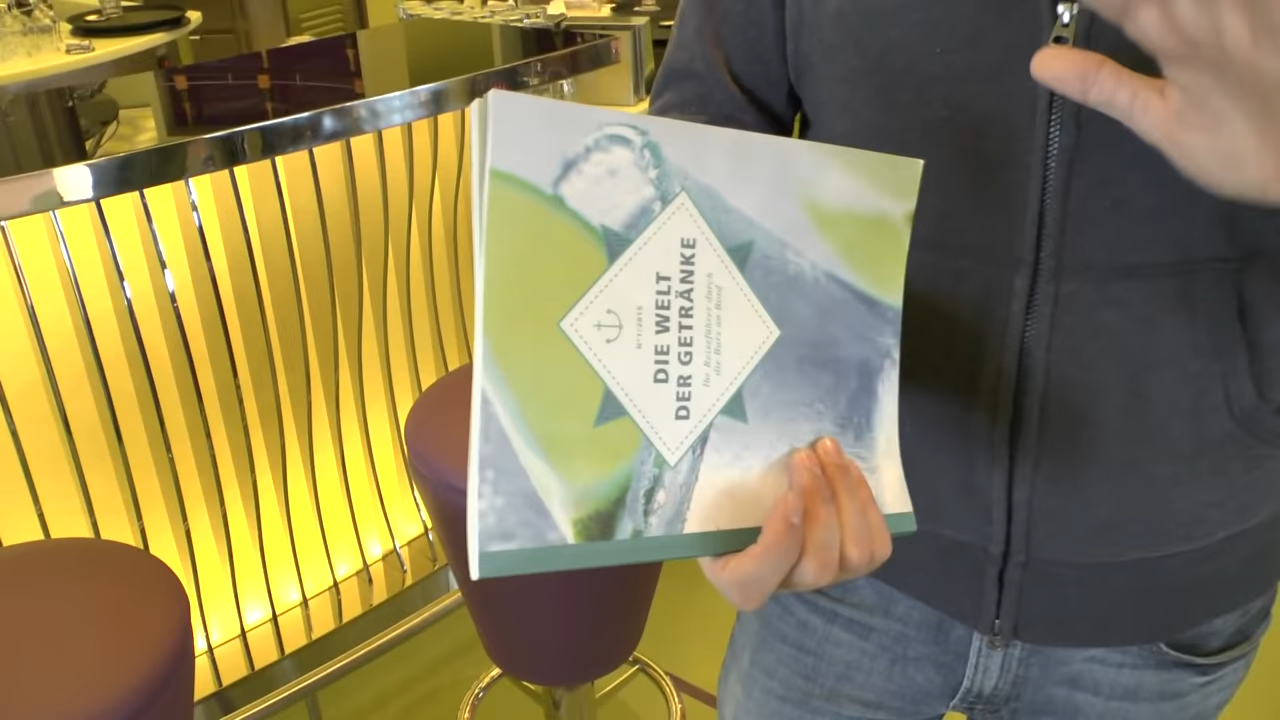 N°1/2015
DIE WELT
DER GETRÄNKE
Ihr Reiseführer durch
die Bars an Bord